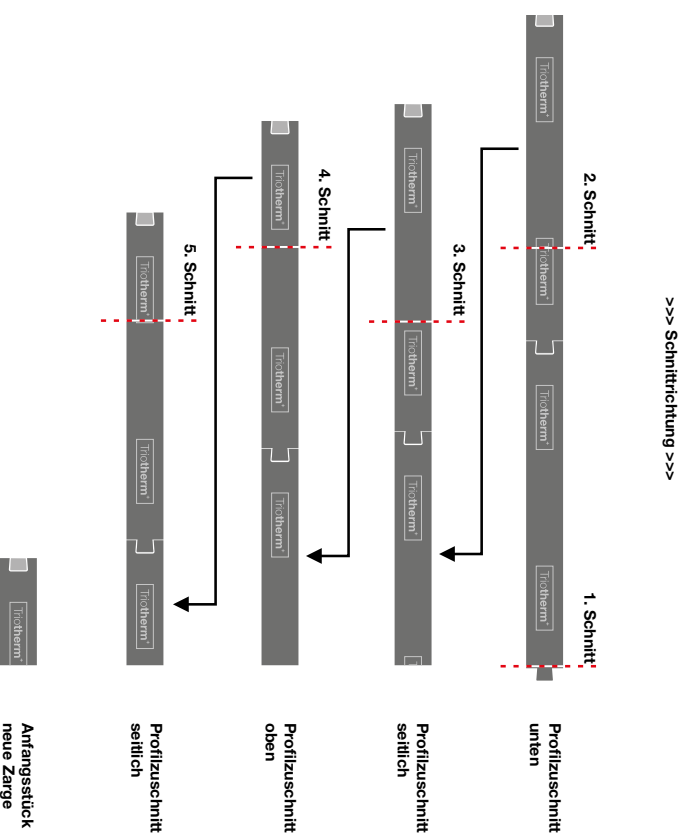 >>> Schnittrichtung >>>
2. Schnitt
1. Schnitt
Triotherm+
Triotherm+
Triotherm+
Triotherm+
Profilzuschnitt
unten
3. Schnitt
Triotherm+
Triotherm+
Triotherm+
Profilzuschnitt
seitlich
4. Schnitt
Triotherm+
Triotherm+
Triotherm+
Profilzuschnitt
oben
5. Schnitt
Triotherm+
Triotherm+
Triotherm+
Profilzuschnitt
seitlich
Triotherm+
Anfangsstück
neue Zarge